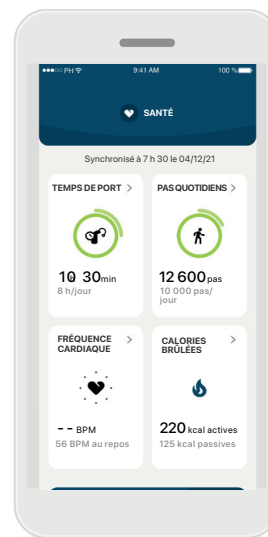 PH 9:41 AM 100 %
SANTÉ
Synchronisé à
7 h 30 le 04/12/21
TEMPS DE PORT >
PAS QUOTIDIENS >
30min
8 h/jour
12 600 pas
10 000 pas/
jour
FRÉQUENCE >
CARDIAQUE
CALORIES >
BRÛLÉES
-- BPM
56 BPM au repos
220 kcal actives
125 kcal passives